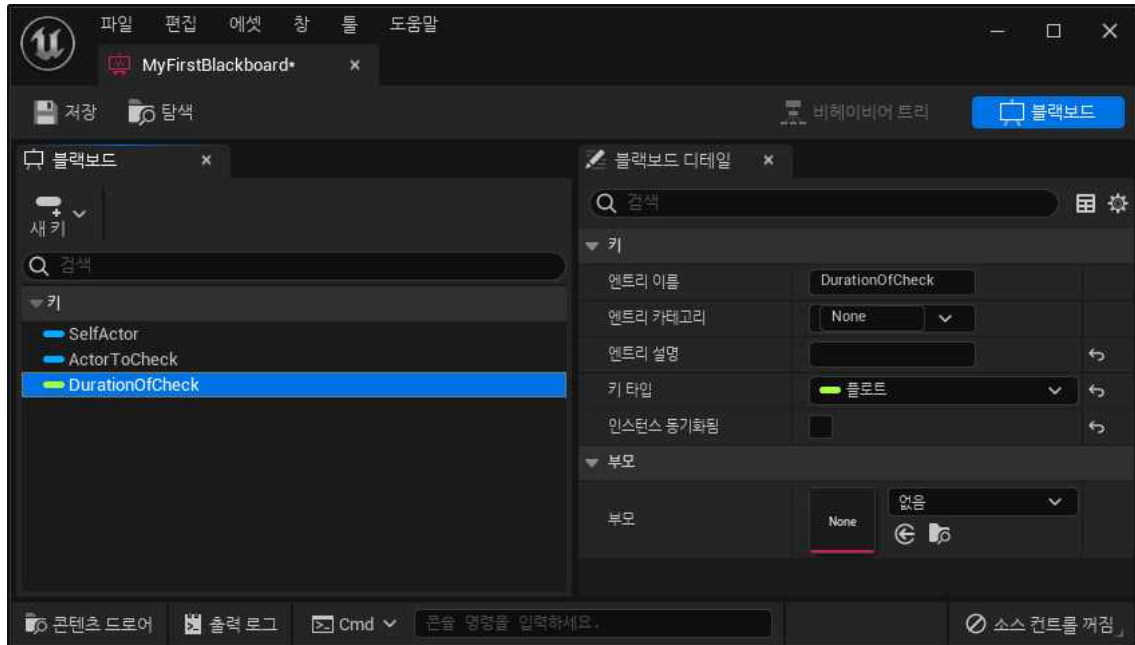 파일 편집 에셋 창 툴 도움말
MyFirstBlackboard*
저장 탐색 비헤이비어 트리 블랙보드
블랙보드
새 키
검색
키
SelfActor
ActorToCheck
DurationOfCheck
블랙보드 디테일
검색
키
엔트리 이름 DurationOfCheck
엔트리 카테고리 None
엔트리 설명
키 타입 플로트
인스턴스 동기화됨
부모
부모 None 없음
콘텐츠 드로어 출력 로그 Cmd 콘솔 명령을 입력하세요. 소스 컨트롤 꺼짐